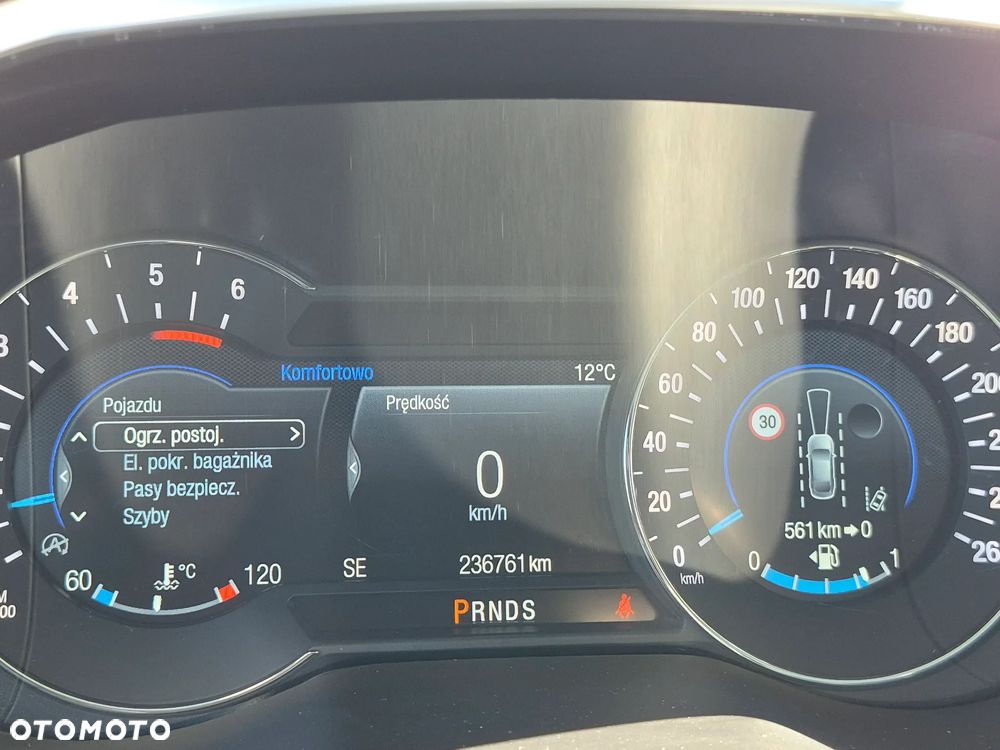 3 4 5 6
Komfortowo 12°C
Pojazdu
Ogrz. postoj. >
El. pokr. bagażnika
Pasy bezpiecz.
Szyby
60 °C 120
Prędkość
0
km/h
SE 236761 km
PRNDS
0 20 40 60 80 100 120 140 160 180
km/h
30
561 km➡0
0 1
OTOMOTO